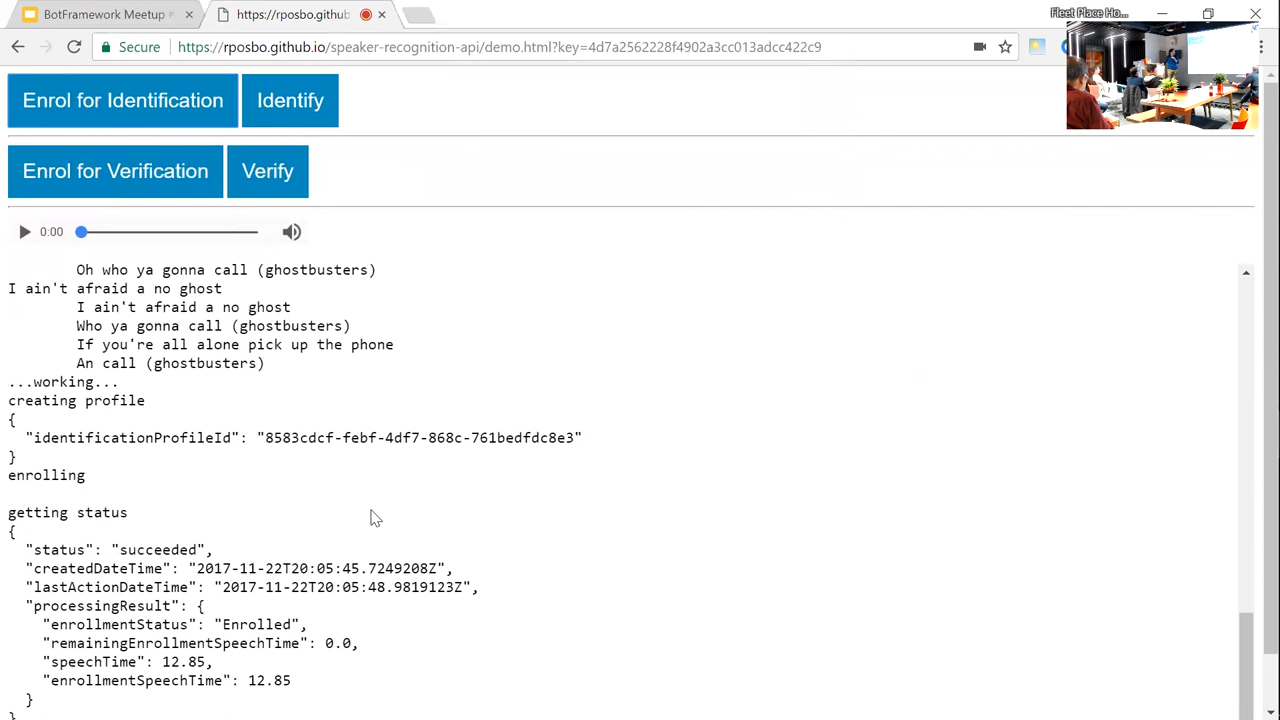 BotFramework Meetup
https://rposbo.github
Fleet Place Ho...
Secure
https://rposbo.github.io/speaker-recognition-api/demo.html?key=4d7a2562228f4902a3cc013edcc422c9
Enrol for Identification
Identify
Enrol for Verification
Verify
0:00
Oh who ya gonna call (ghostbusters)
I ain't afraid a no ghost
I ain't afraid a no ghost
Who ya gonna call (ghostbusters)
If you're all alone pick up the phone
An call (ghostbusters)
...working...
creating profile
{
"identificationProfileId": "8583cdcf-febf-4df7-868c-761bedfdc8e3"
}
enrolling
getting status
{
"status": "succeeded",
"createdDateTime": "2017-11-22T20:05:45.7249208Z",
"lastActionDateTime": "2017-11-22T20:05:48.9819123Z",
"processingResult": {
"enrollmentStatus": "Enrolled",
"remainingEnrollmentSpeechTime": 0.0,
"speechTime": 12.85,
"enrollmentSpeechTime": 12.85
}
}